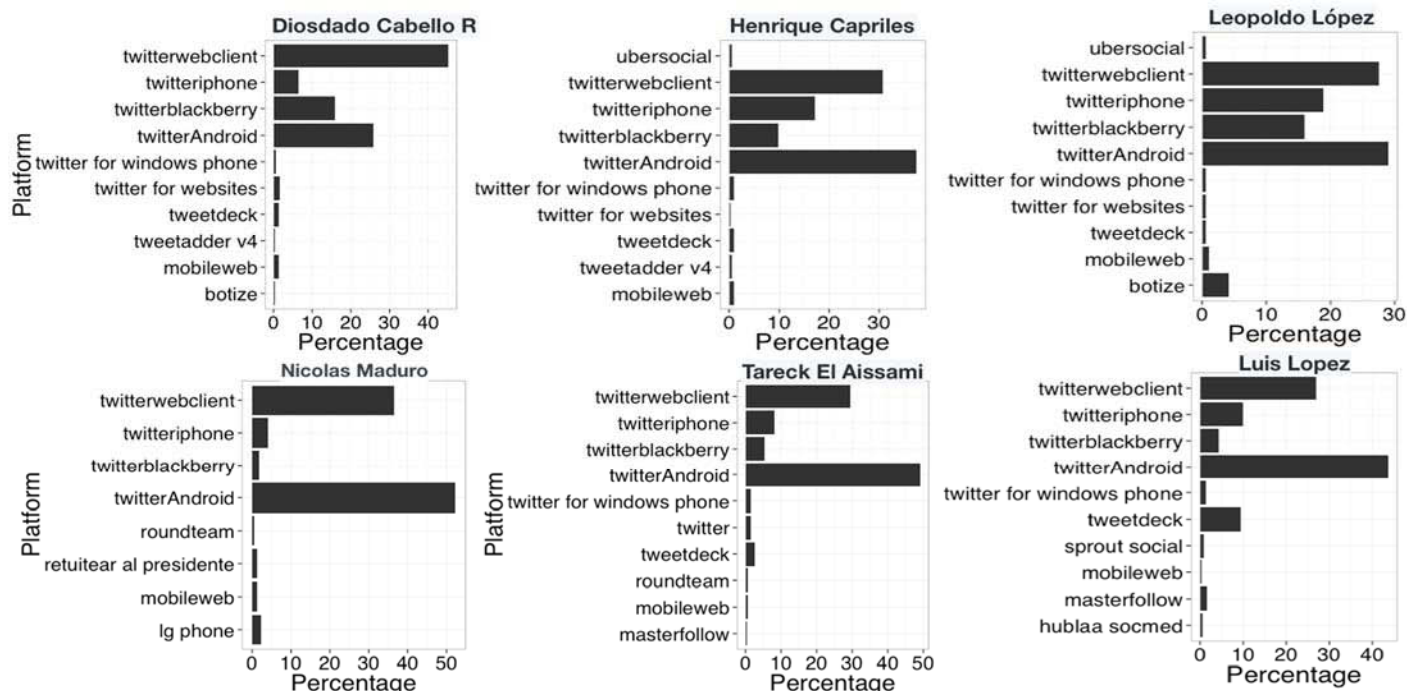 Diosdado Cabello R
Platform
twitterwebclient
twitteriphone
twitterblackberry
twitterAndroid
twitter for windows phone
twitter for websites
tweetdeck
tweetadder v4
mobileweb
botize
0 10 20 30 40
Percentage
Henrique Capriles
ubersocial
twitterwebclient
twitteriphone
twitterblackberry
twitterAndroid
twitter for windows phone
twitter for websites
tweetdeck
tweetadder v4
mobileweb
0 10 20 30
Percentage
Leopoldo López
ubersocial
twitterwebclient
twitteriphone
twitterblackberry
twitterAndroid
twitter for windows phone
twitter for websites
tweetdeck
mobileweb
botize
0 10 20 30
Percentage
Nicolas Maduro
Platform
twitterwebclient
twitteriphone
twitterblackberry
twitterAndroid
roundteam
retuitear al presidente
mobileweb
lg phone
0 10 20 30 40 50
Percentage
Tareck El Aissami
Platform
twitterwebclient
twitteriphone
twitterblackberry
twitterAndroid
twitter for windows phone
twitter
tweetdeck
roundteam
mobileweb
masterfollow
0 10 20 30 40 50
Percentage
Luis Lopez
Platform
twitterwebclient
twitteriphone
twitterblackberry
twitterAndroid
twitter for windows phone
tweetdeck
sprout social
mobileweb
masterfollow
hublaa socmed
0 10 20 30 40
Percentage